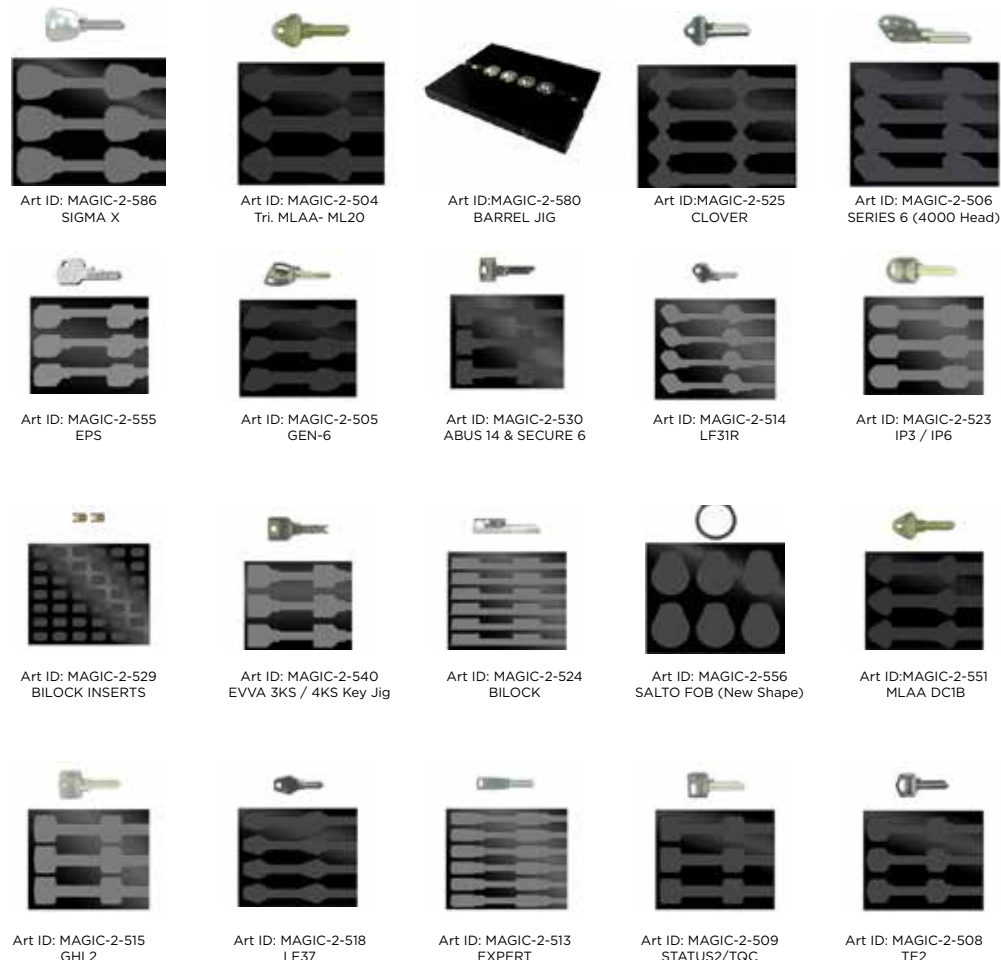 Art ID: MAGIC-2-586
SIGMA X
Art ID: MAGIC-2-504
Tri. MLAA- ML20
Art ID:MAGIC-2-580
BARREL JIG
Art ID:MAGIC-2-525
CLOVER
Art ID: MAGIC-2-506
SERIES 6 (4000 Head)
Art ID: MAGIC-2-555
EPS
Art ID: MAGIC-2-505
GEN-6
Art ID: MAGIC-2-530
ABUS 14 & SECURE 6
Art ID: MAGIC-2-514
LF31R
Art ID: MAGIC-2-523
IP3 / IP6
Art ID: MAGIC-2-529
BILOCK INSERTS
Art ID: MAGIC-2-540
EVVA 3KS / 4KS Key Jig
Art ID: MAGIC-2-524
BILOCK
Art ID: MAGIC-2-556
SALTO FOB (New Shape)
Art ID:MAGIC-2-551
MLAA DC1B
Art ID: MAGIC-2-515
GHL2
Art ID: MAGIC-2-518
LF37
Art ID: MAGIC-2-513
EXPERT
Art ID: MAGIC-2-509
STATUS2/TQC
Art ID: MAGIC-2-508
TE2